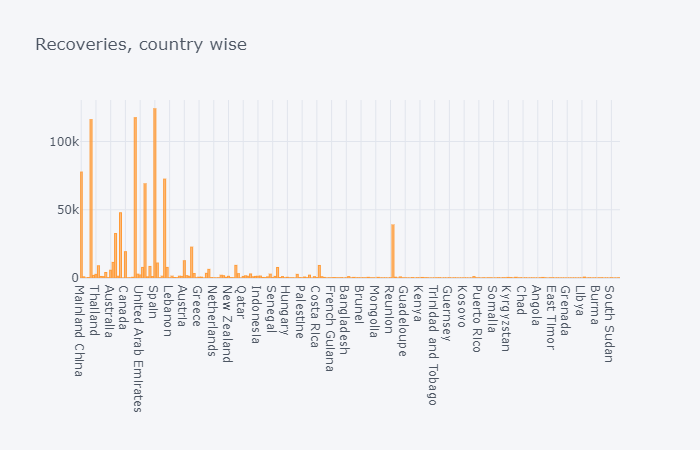 Recoveries, country wise
100k
50k
0
Mainland China
Thailand
Australia
Canada
United Arab Emirates
Spain
Lebanon
Austria
Greece
Netherlands
New Zealand
Qatar
Indonesia
Senegal
Hungary
Palestine
Costa Rica
French Guiana
Bangladesh
Brunei
Mongolia
Reunion
Guadeloupe
Kenya
Trinidad and Tobago
Guernsey
Kosovo
Puerto Rico
Somalia
Kyrgyzstan
Chad
Angola
East Timor
Grenada
Libya
Burma
South Sudan